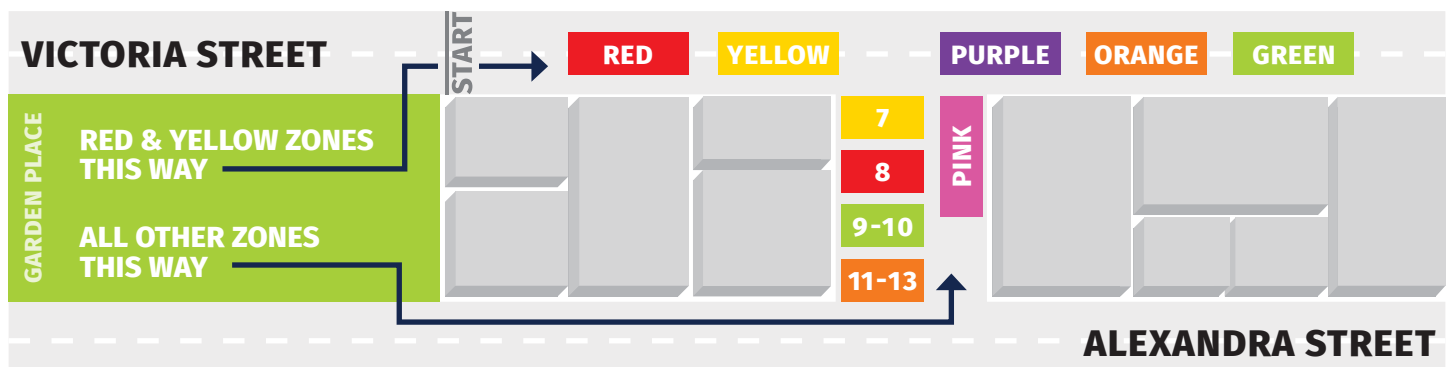 VICTORIA STREET
START
RED
YELLOW
PURPLE
ORANGE
GREEN
GARDEN PLACE
RED & YELLOW ZONES
THIS WAY
ALL OTHER ZONES
THIS WAY
7
8
9-10
11-13
PINK
ALEXANDRA STREET